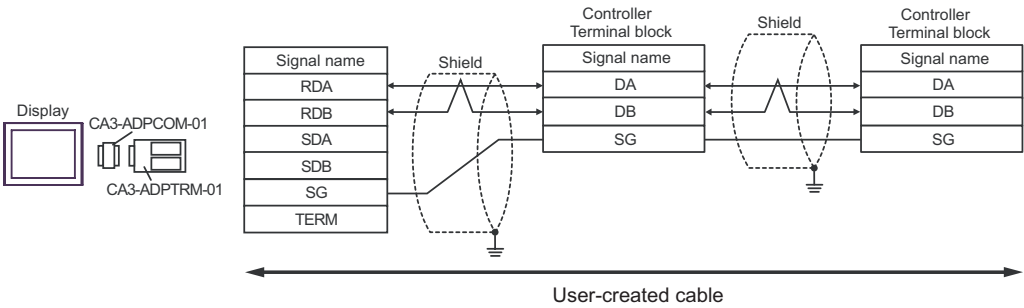 Display
CA3-ADPCOM-01
CA3-ADPTRM-01
Signal name
RDA
RDB
SDA
SDB
SG
TERM
Shield
Controller
Terminal block
Signal name
DA
DB
SG
Shield
Controller
Terminal block
Signal name
DA
DB
SG
User-created cable